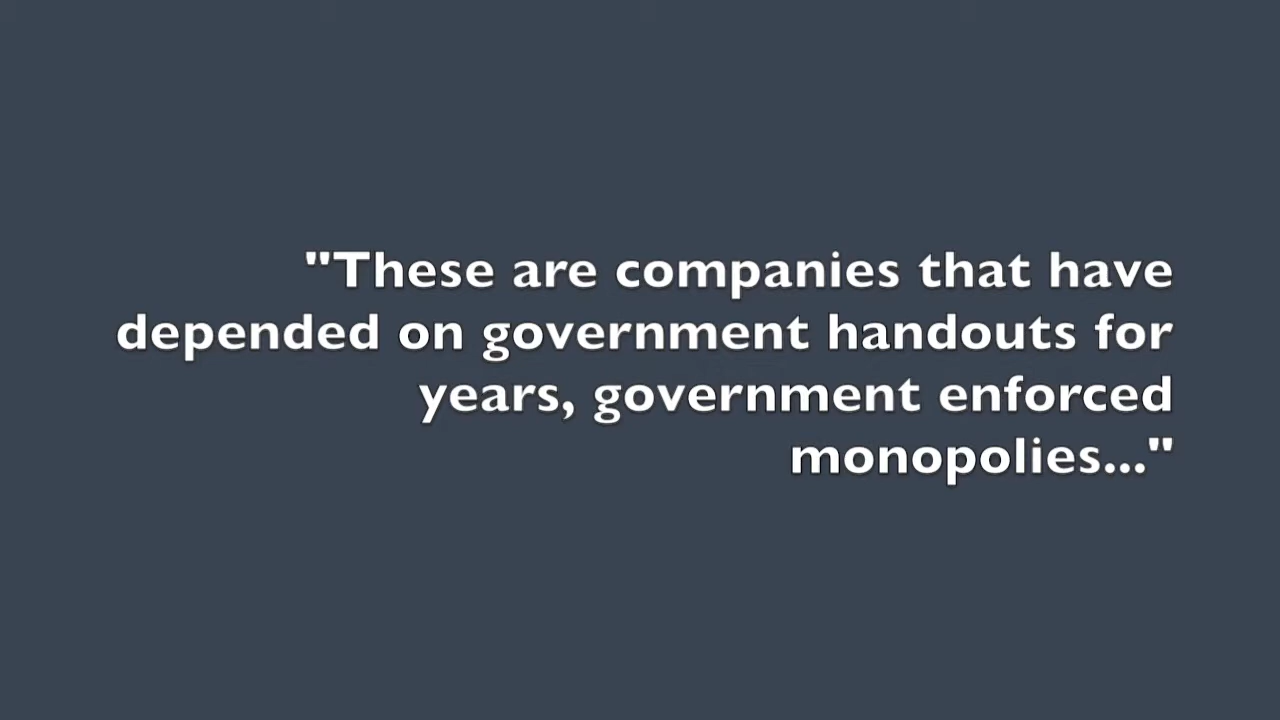 "These are companies that have
depended on government handouts for
years, government enforced
monopolies..."